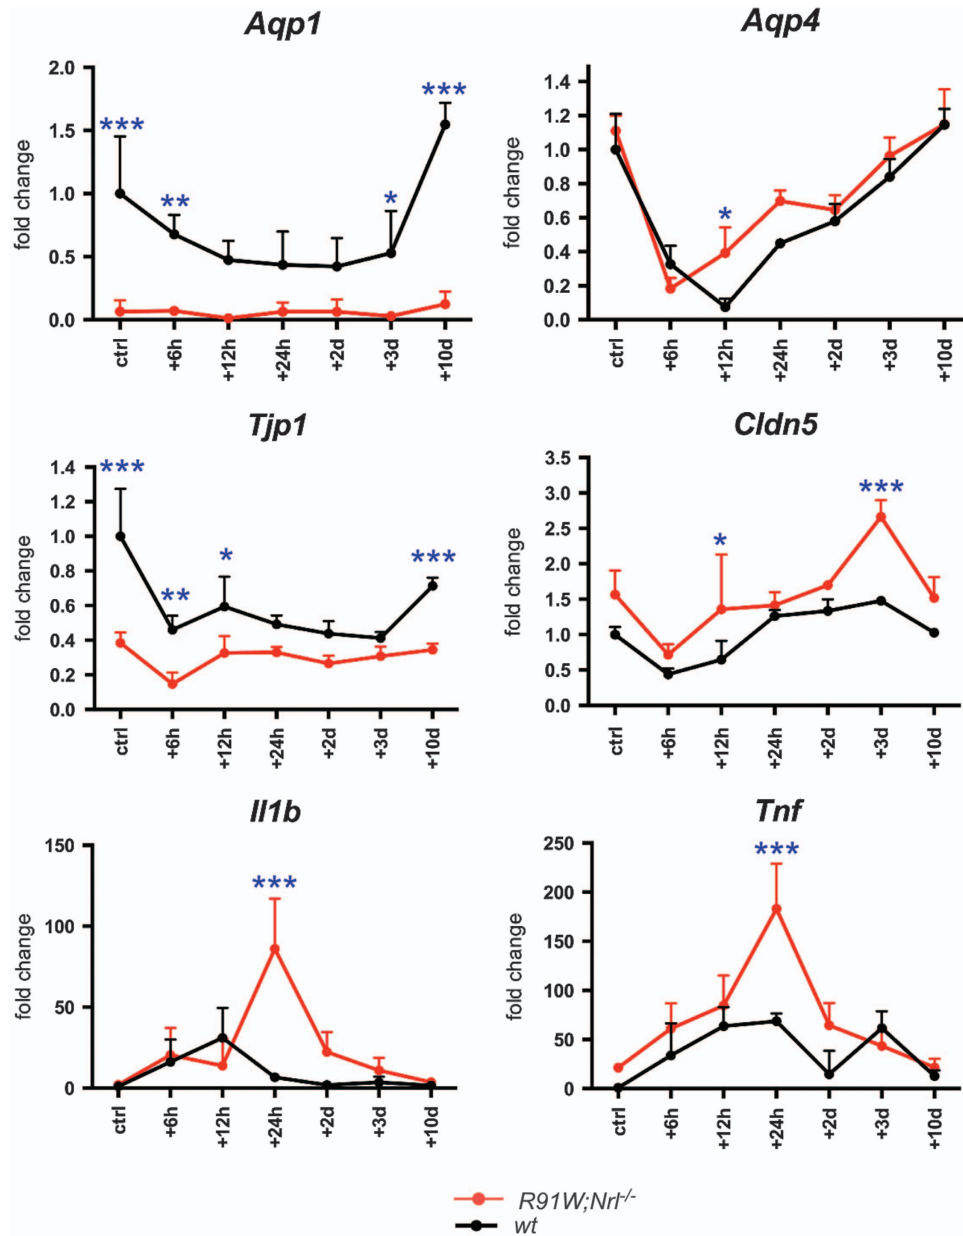 Aqp1
fold change
2.0
1.5
1.0
0.5
0.0
***
**
*
***
ctrl
+6h
+12h
+24h
+2d
+3d
+10d
Aqp4
fold change
1.4
1.2
1.0
0.8
0.6
0.4
0.2
0.0
*
ctrl
+6h
+12h
+24h
+2d
+3d
+10d
Tjp1
fold change
1.4
1.2
1.0
0.8
0.6
0.4
0.2
0.0
***
**
*
***
ctrl
+6h
+12h
+24h
+2d
+3d
+10d
Cldn5
fold change
3.5
3.0
2.5
2.0
1.5
1.0
0.5
0.0
*
***
ctrl
+6h
+12h
+24h
+2d
+3d
+10d
Il1b
fold change
150
100
50
0
***
ctrl
+6h
+12h
+24h
+2d
+3d
+10d
Tnf
fold change
250
200
150
100
50
0
***
ctrl
+6h
+12h
+24h
+2d
+3d
+10d
R91W;Nrl-/-
wt